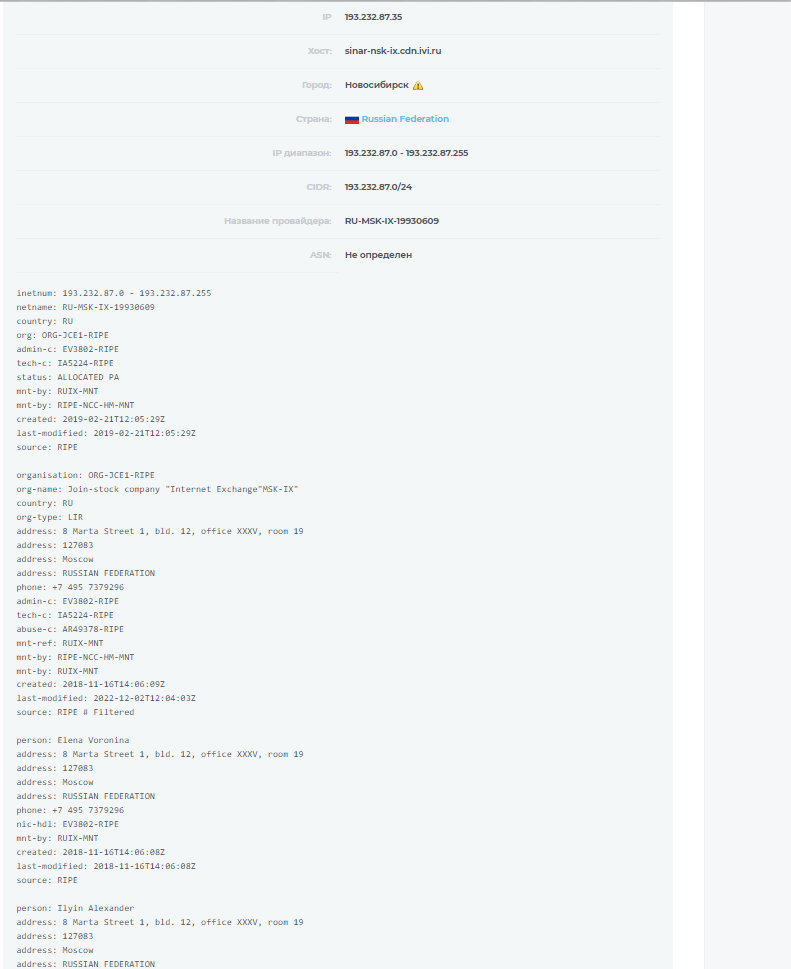 IP 193.232.87.35
Хост: sinar-nsk-ix.cdn.ivi.ru
Город: Новосибирск
Страна: Russian Federation
IP диапазон: 193.232.87.0 - 193.232.87.255
CIDR: 193.232.87.0/24
Название провайдера: RU-MSK-IX-19930609
ASN: Не определен
inetnum: 193.232.87.0 - 193.232.87.255
netname: RU-MSK-IX-19930609
country: RU
org: ORG-JCE1-RIPE
admin-c: EV3802-RIPE
tech-c: IA5224-RIPE
status: ALLOCATED PA
mnt-by: RUIX-MNT
mnt-by: RIPE-NCC-HM-MNT
created: 2019-02-21T12:05:29Z
last-modified: 2019-02-21T12:05:29Z
source: RIPE
organisation: ORG-JCE1-RIPE
org-name: Join-stock company "Internet Exchange"MSK-IX"
country: RU
org-type: LIR
address: 8 Marta Street 1, bld. 12, office XXXV, room 19
address: 127083
address: Moscow
address: RUSSIAN FEDERATION
phone: +7 495 7379296
admin-c: EV3802-RIPE
tech-c: IA5224-RIPE
abuse-c: AR49378-RIPE
mnt-ref: RUIX-MNT
mnt-by: RIPE-NCC-HM-MNT
mnt-by: RUIX-MNT
created: 2018-11-16T14:06:09Z
last-modified: 2022-12-02T12:04:03Z
source: RIPE # Filtered
person: Elena Voronina
address: 8 Marta Street 1, bld. 12, office XXXV, room 19
address: 127083
address: Moscow
address: RUSSIAN FEDERATION
phone: +7 495 7379296
nic-hdl: EV3802-RIPE
mnt-by: RUIX-MNT
created: 2018-11-16T14:06:08Z
last-modified: 2018-11-16T14:06:08Z
source: RIPE
person: Ilyin Alexander
address: 8 Marta Street 1, bld. 12, office XXXV, room 19
address: 127083
address: Moscow
address: RUSSIAN FEDERATION